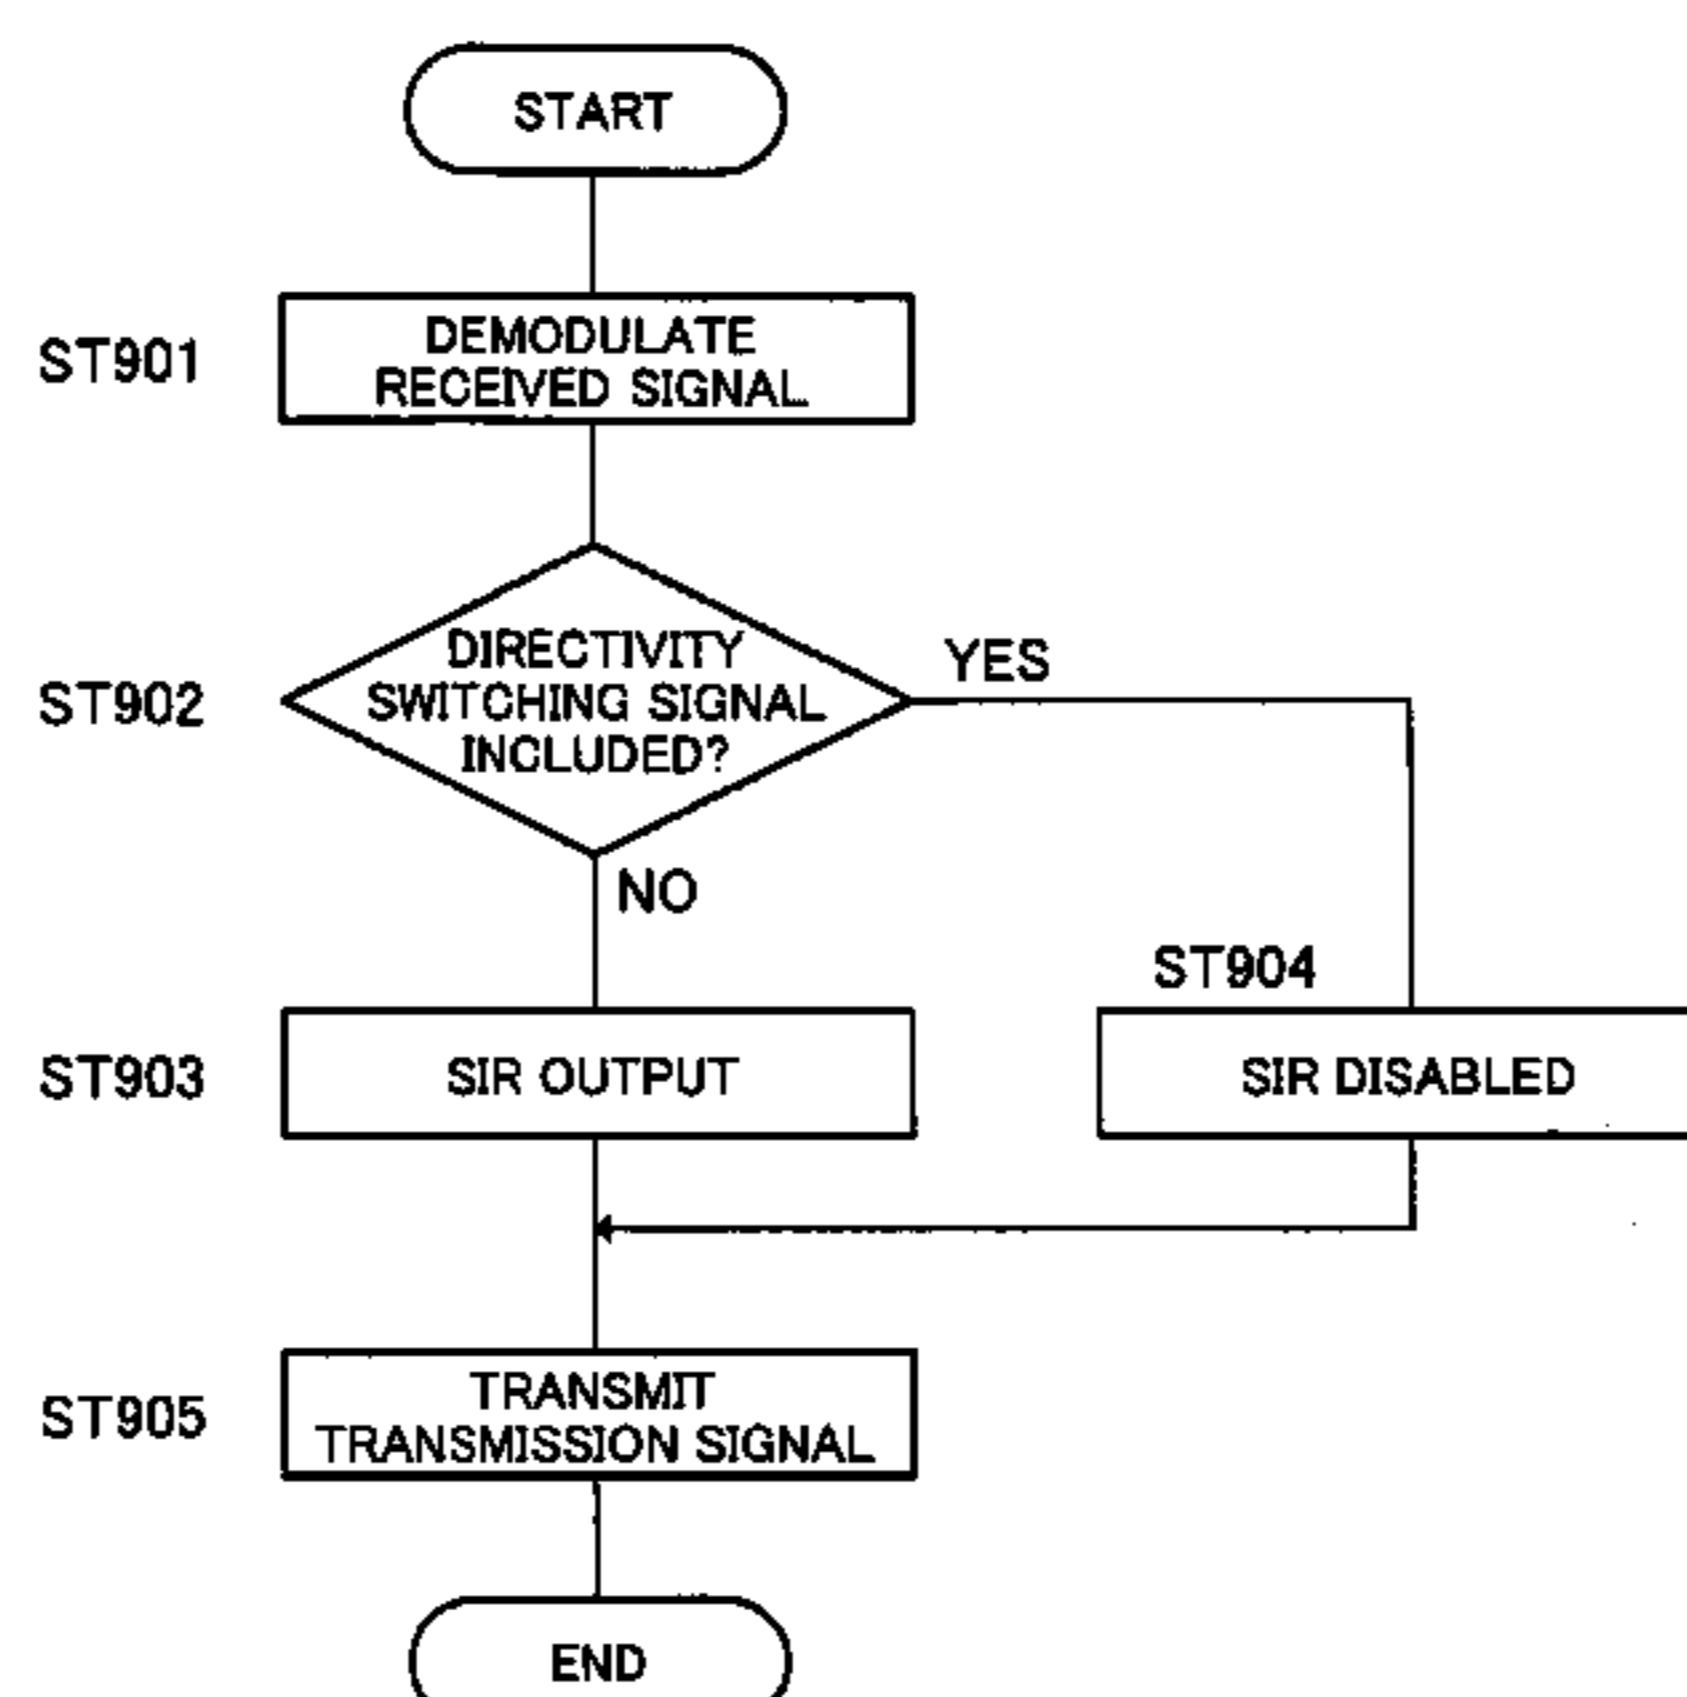 START
ST901
DEMODULATE
RECEIVED SIGNAL
ST902
DIRECTIVITY
SWITCHING SIGNAL
INCLUDED?
YES
NO
ST903
SIR OUTPUT
ST904
SIR DISABLED
ST905
TRANSMIT
TRANSMISSION SIGNAL
END